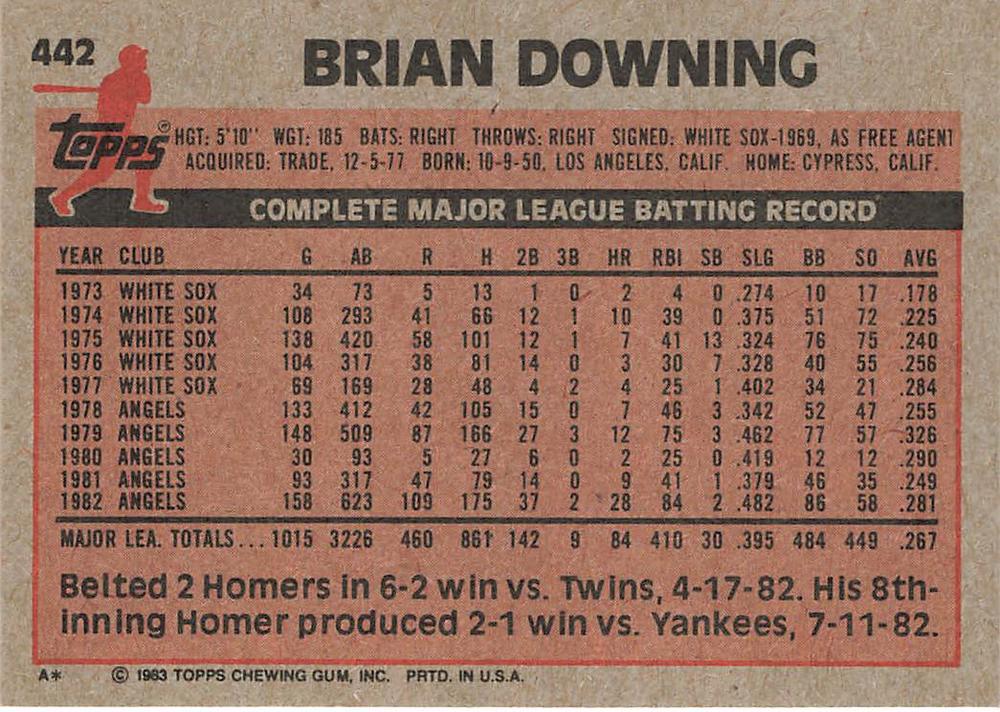 442
BRIAN DOWNING
Topps®
HGT: 5'10" WGT: 185 BATS: RIGHT THROWS: RIGHT SIGNED: WHITE SOX-1969, AS FREE AGENT
ACQUIRED: TRADE, 12-5-77 BORN: 10-9-50, LOS ANGELES, CALIF. HOME: CYPRESS, CALIF.
COMPLETE MAJOR LEAGUE BATTING RECORD
YEAR CLUB G AB R H 2B 3B HR RBI SB SLG BB SO AVG
1973 WHITE SOX 34 73 5 13 1 0 2 4 0 .274 10 17 .178
1974 WHITE SOX 108 293 41 66 12 1 10 39 0 .375 51 72 .225
1975 WHITE SOX 138 420 58 101 12 1 7 41 13 .324 76 75 .240
1976 WHITE SOX 104 317 38 81 14 0 3 30 7 .328 40 55 .256
1977 WHITE SOX 69 169 28 48 4 2 4 25 1 .402 34 21 .284
1978 ANGELS 133 412 42 105 15 0 7 46 3 .342 52 47 .255
1979 ANGELS 148 509 87 166 27 3 12 75 3 .462 77 57 .326
1980 ANGELS 30 93 5 27 6 0 2 25 0 .419 12 12 .290
1981 ANGELS 93 317 47 79 14 0 9 41 1 .379 46 35 .249
1982 ANGELS 158 623 109 175 37 2 28 84 2 .482 86 58 .281
MAJOR LEA. TOTALS... 1015 3226 460 861 142 9 84 410 30 .395 484 449 .267
Belted 2 Homers in 6-2 win vs. Twins, 4-17-82. His 8th-
inning Homer produced 2-1 win vs. Yankees, 7-11-82.
A* © 1983 TOPPS CHEWING GUM, INC. PRTD. IN U.S.A.